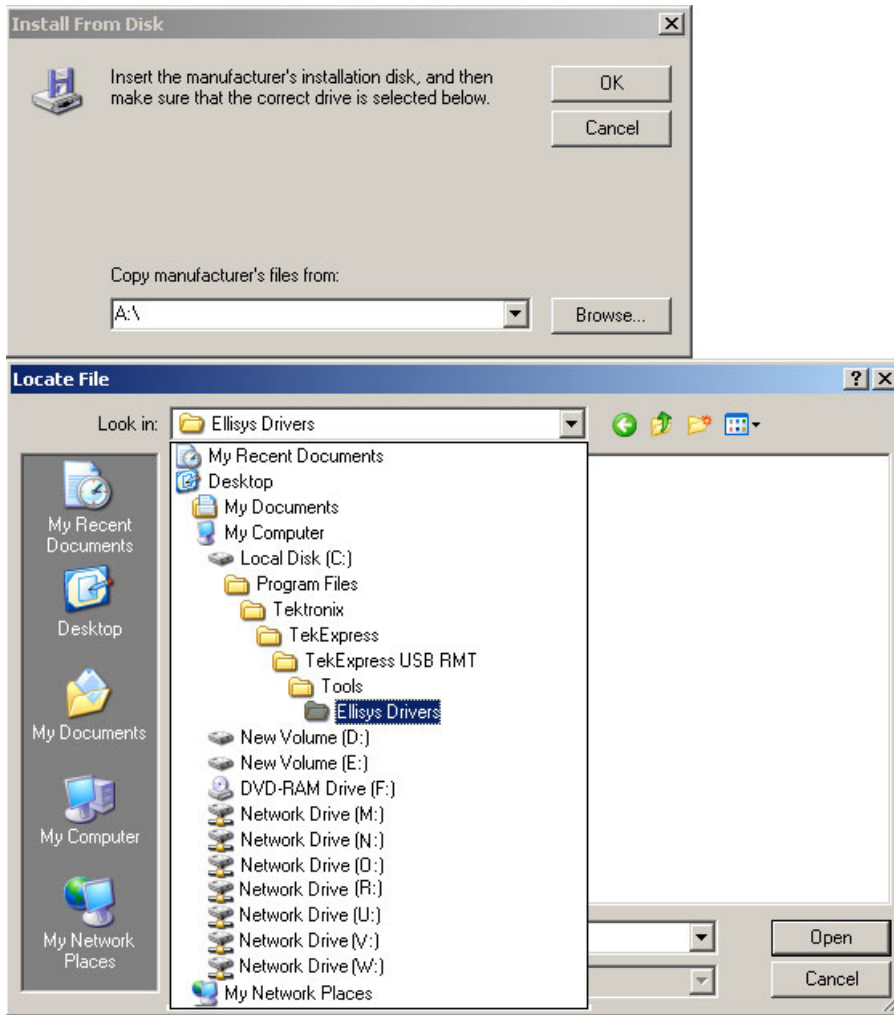 Install From Disk
Insert the manufacturer's installation disk, and then
make sure that the correct drive is selected below.
OK
Cancel
Copy manufacturer's files from:
A:\
Browse...
Locate File
Look in:
Ellisys Drivers
My Recent Documents
Desktop
My Documents
My Computer
Local Disk (C:)
Program Files
Tektronix
TekExpress
TekExpress USB RMT
Tools
Ellisys Drivers
New Volume (D:)
New Volume (E:)
DVD-RAM Drive (F:)
Network Drive (M:)
Network Drive (N:)
Network Drive (O:)
Network Drive (R:)
Network Drive (U:)
Network Drive (V:)
Network Drive (W:)
My Network Places
My Recent
Documents
Desktop
My Documents
My Computer
My Network
Places
Open
Cancel